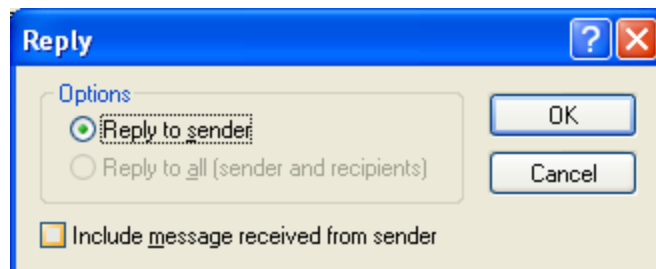 Reply
Options
Reply to sender
Reply to all (sender and recipients)
Include message received from sender
OK
Cancel